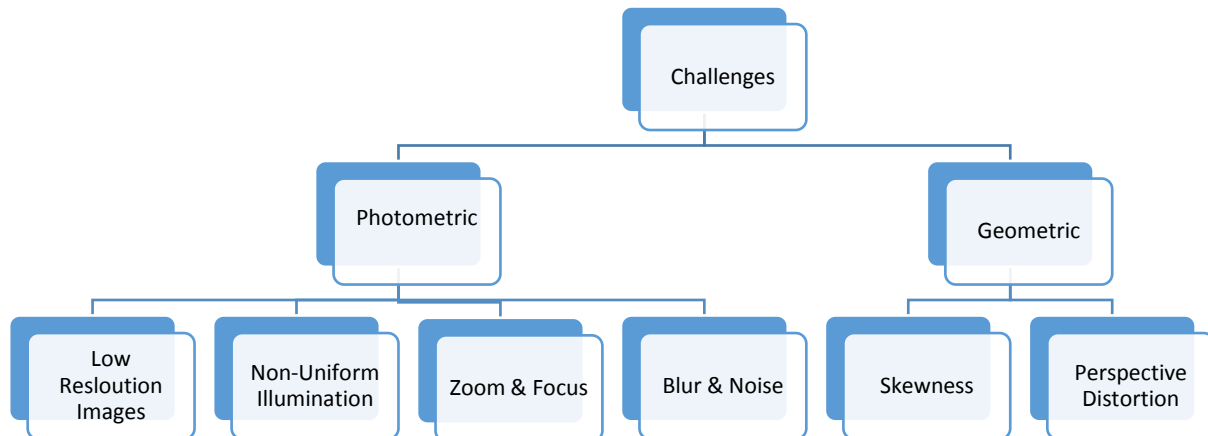 Challenges
Photometric
Geometric
Low
Resloution
Images
Non-Uniform
Illumination
Zoom & Focus
Blur & Noise
Skewness
Perspective
Distortion